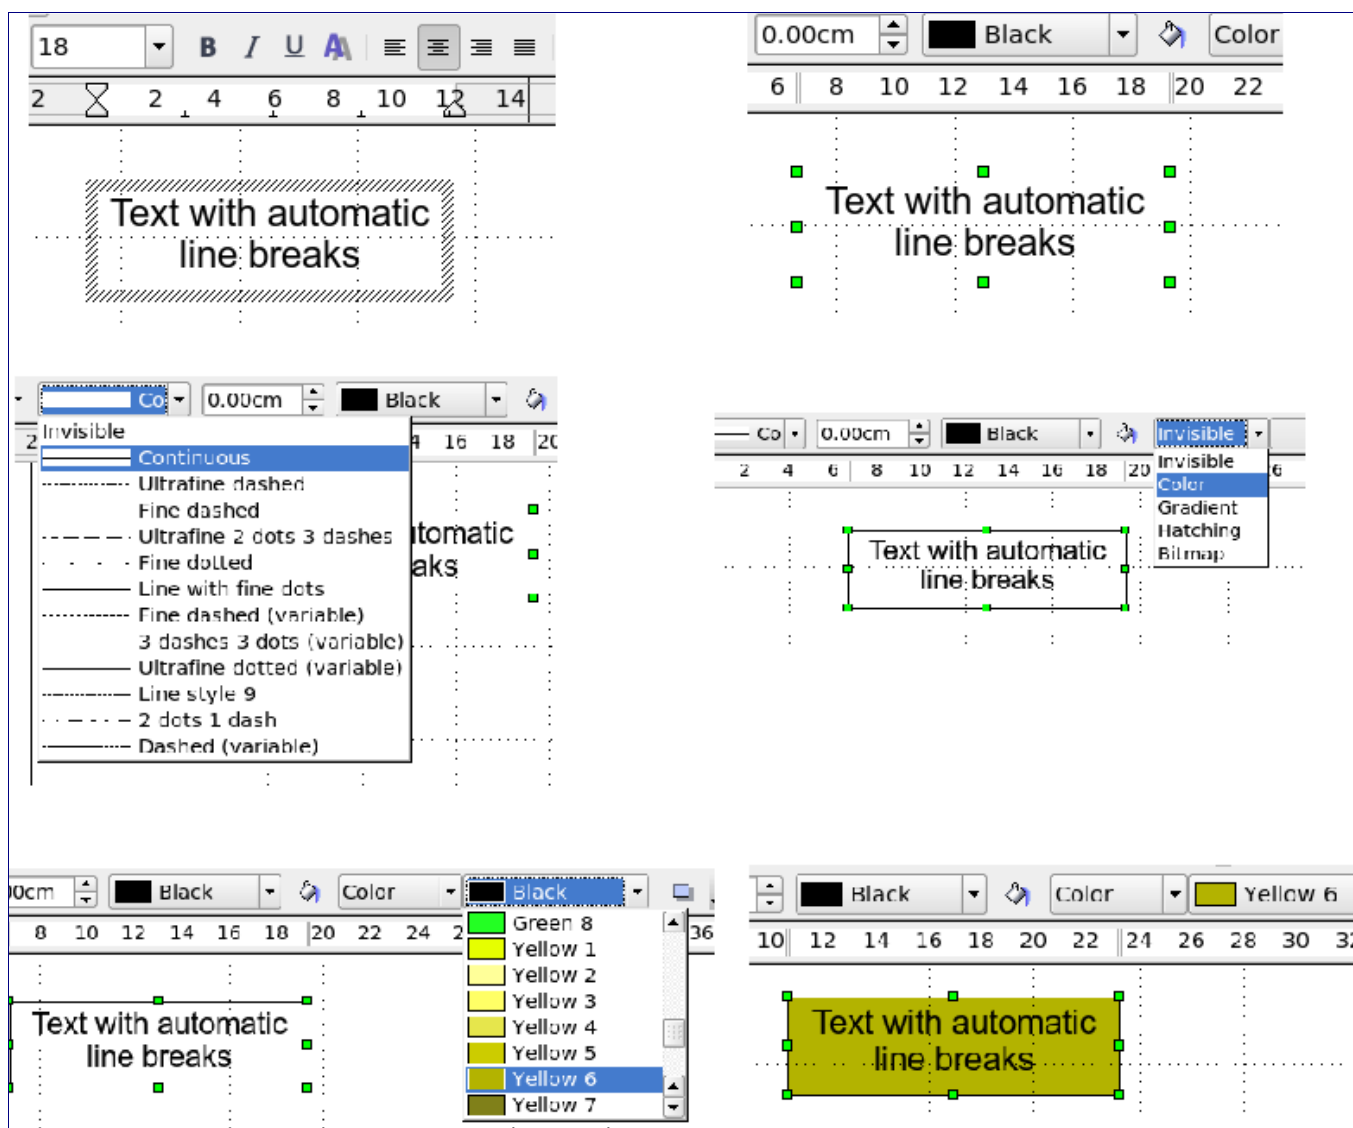 18 B I U A
2 2 4 6 8 10 12 14
Text with automatic
line breaks
0.00cm Black Color
6 8 10 12 14 16 18 20 22
Text with automatic
line breaks
Co 0.00cm Black
Invisible
2 4 16 18 20
Continuous
Ultrafine dashed
Fine dashed
Ultrafine 2 dots 3 dashes
Fine dotted
Line with fine dots
Fine dashed (variable)
3 dashes 3 dots (variable)
Ultrafine dotted (variable)
Line style 9
2 dots 1 dash
Dashed (variable)
tomatic
aks
Co 0.00cm Black Invisible
2 4 6 8 10 12 14 16 18 20 6
Invisible
Color
Gradient
Hatching
Bitmap
Text with automatic
line breaks
0cm Black Color Black
8 10 12 14 16 18 20 22 24 2 36
Green 8
Yellow 1
Yellow 2
Yellow 3
Yellow 4
Yellow 5
Yellow 6
Yellow 7
Text with automatic
line breaks
Black Color Yellow 6
10 12 14 16 18 20 22 24 26 28 30 32
Text with automatic
line breaks